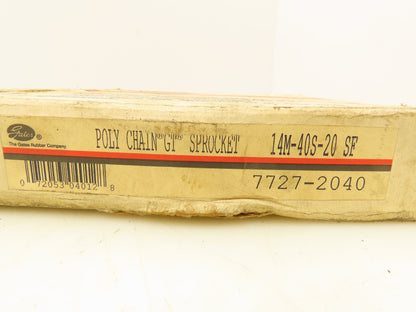 Gates ®
The Gates Rubber Company
POLY CHAIN "GT" SPROCKET 14M-40S-20 SF
0 72053 04012 8
7727-2040